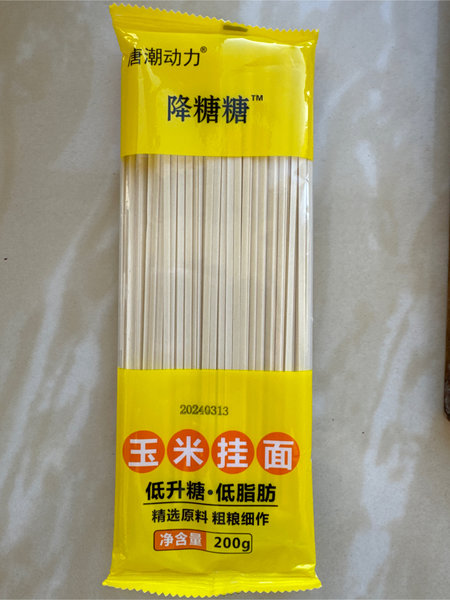 唐潮动力®
降糖糖™
20240313
玉米挂面
低升糖·低脂肪
精选原料 粗粮细作
净含量 200g